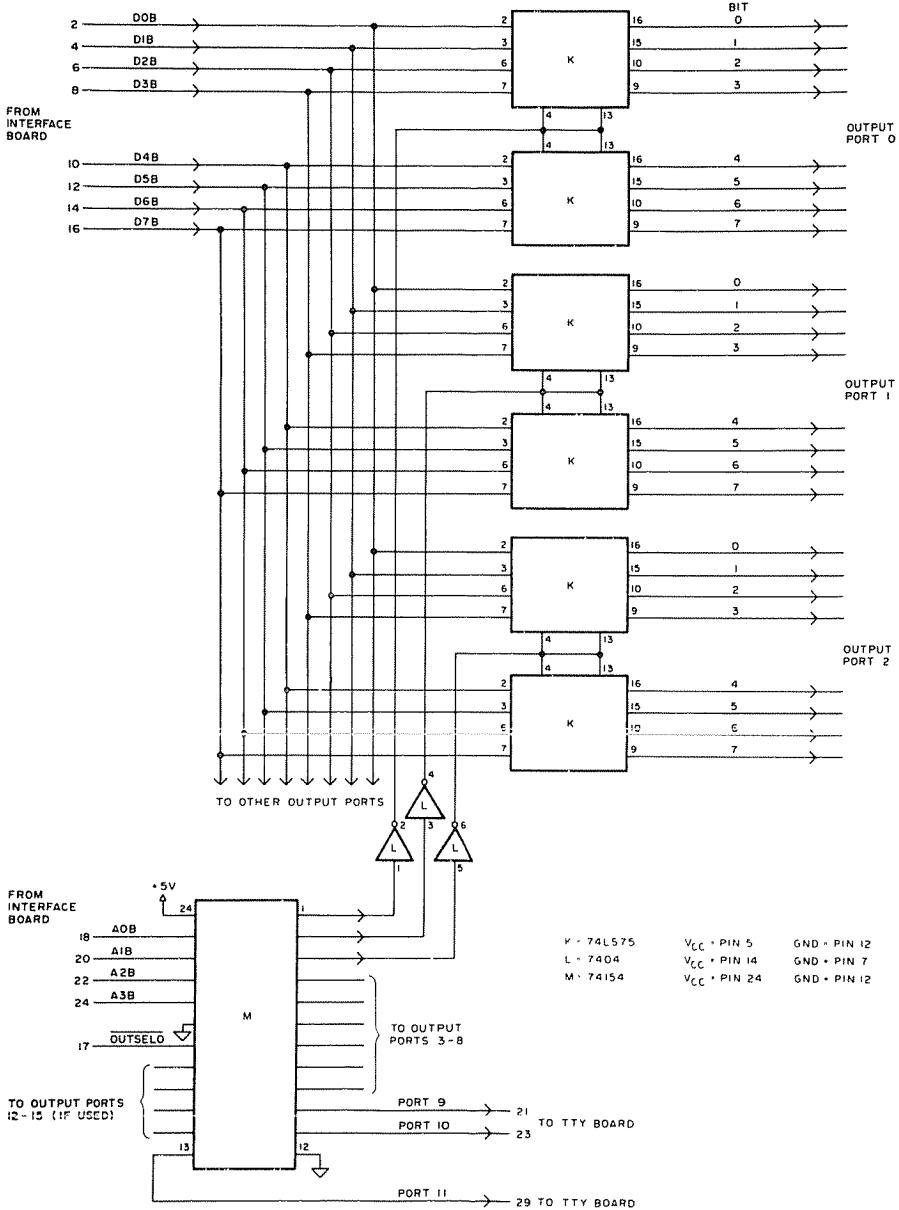 BIT
2 D0B 2 K 16 0
4 D1B 3 15 1
6 D2B 6 10 2
8 D3B 7 9 3
FROM
INTERFACE
BOARD
4 13
OUTPUT
PORT 0
4 13
10 D4B 2 K 16 4
12 D5B 3 15 5
14 D6B 6 10 6
16 D7B 7 9 7
2 K 16 0
3 15 1
6 10 2
7 9 3
4 13
OUTPUT
PORT 1
4 13
2 K 16 4
3 15 5
6 10 6
7 9 7
2 K 16 0
3 15 1
6 10 2
7 9 3
4 13
OUTPUT
PORT 2
4 13
2 K 16 4
3 15 5
6 10 6
7 9 7
TO OTHER OUTPUT PORTS
4
L
3
2
L
1
6
L
5
FROM
INTERFACE
BOARD
+5V
24 1
18 A0B
20 A1B
22 A2B
24 A3B
M
17 OUTSEL0
TO OUTPUT
PORTS 3-8
TO OUTPUT PORTS
12-15 (IF USED)
PORT 9 21
PORT 10 23
TO TTY BOARD
13 12
PORT 11 29 TO TTY BOARD
K = 74LS75 VCC = PIN 5 GND = PIN 12
L = 7404 VCC = PIN 14 GND = PIN 7
M = 74154 VCC = PIN 24 GND = PIN 12